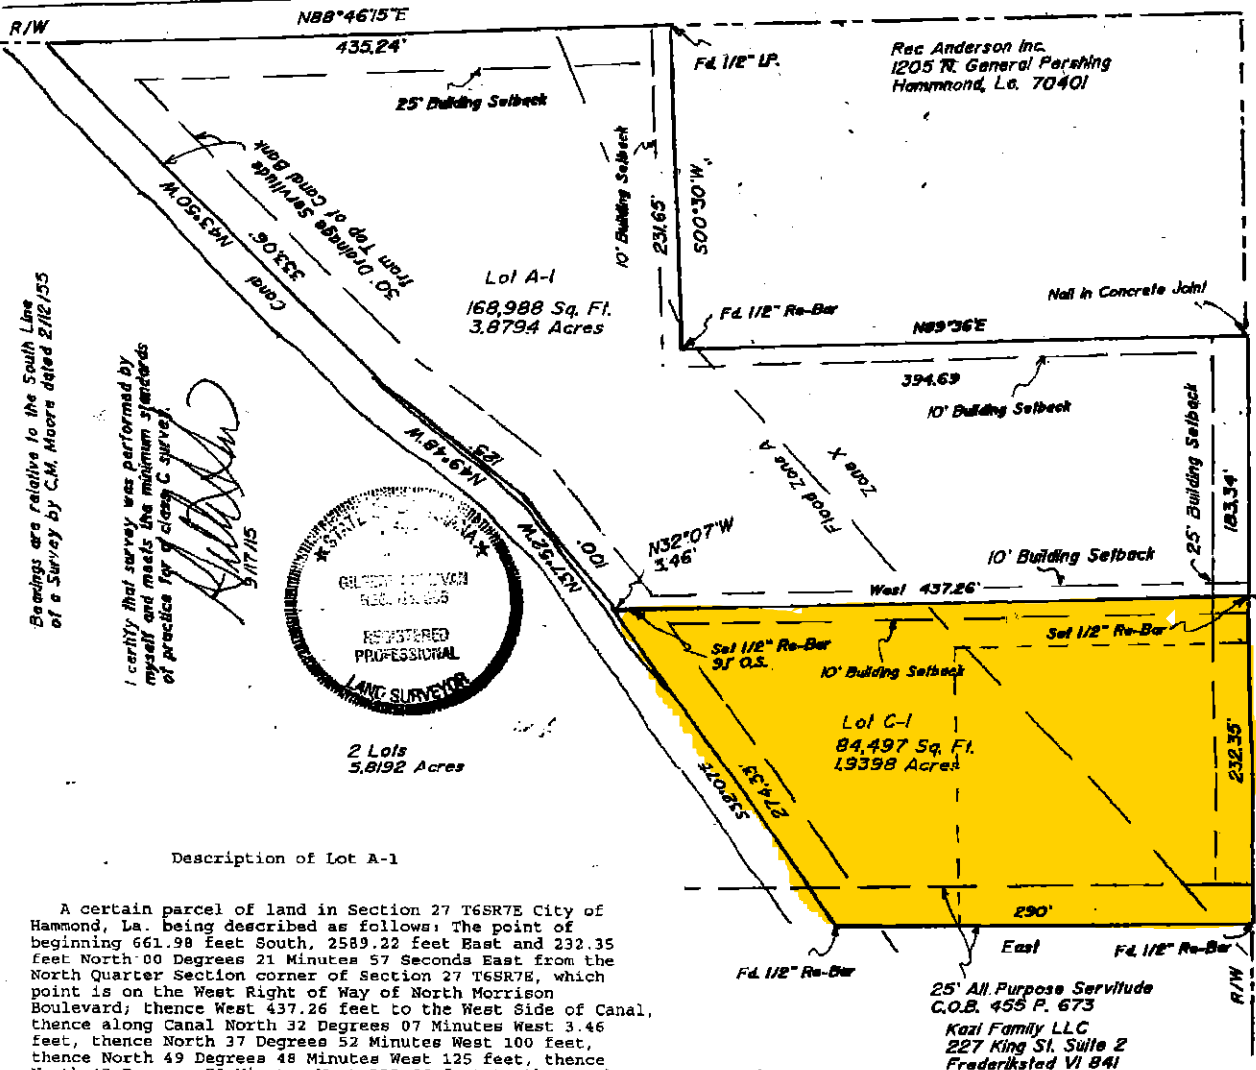 R/W
N88°46'15"E
435.24'
Fd. 1/2" I.P.
Rec Anderson Inc.
1205 N. General Pershing
Hammnond, La. 70401
25' Building Setback
10' Building Setback
231.65'
S00°30'W
30' Drainage Servitude
from Top of Canal Bank
N43°50'W
333.06'
Canal
Lot A-1
168,988 Sq. Ft.
3.8794 Acres
Nail in Concrete Joint
Fd. 1/2" Re-Bar
N89°36'E
394.69
10' Building Setback
Bearings are relative to the South Line
of a Survey by C.M. Moore dated 2/12/55
I certify that survey was performed by
myself and meets the minimum standards
of practice for a class C survey.
9/17/15
N49°48'W
125'
Flood Zone A
Zone X
25' Building Setback
183.34'
STATE
REGISTERED
PROFESSIONAL
LAND SURVEYOR
N37°52'W
100'
N32°07'W
3.46'
10' Building Setback
West 437.26'
Set 1/2" Re-Bar
9.1' O.S.
Set 1/2" Re-Bar
10' Building Setback
Lot C-1
84,497 Sq. Ft.
1.9398 Acres
232.35'
2 Lots
5.8192 Acres
S32°07'E
274.33'
290'
East
Fd. 1/2" Re-Bar
Fd. 1/2" Re-Bar
R/W
25' All Purpose Servitude
C.O.B. 455 P. 673
Kazi Family LLC
227 King St. Suite 2
Frederiksted VI 841
Description of Lot A-1
A certain parcel of land in Section 27 T6SR7E City of
Hammond, La. being described as follows: The point of
beginning 661.98 feet South, 2589.22 feet East and 232.35
feet North 00 Degrees 21 Minutes 57 Seconds East from the
North Quarter Section corner of Section 27 T6SR7E, which
point is on the West Right of Way of North Morrison
Boulevard; thence West 437.26 feet to the West Side of Canal,
thence along Canal North 32 Degrees 07 Minutes West 3.46
feet, thence North 37 Degrees 52 Minutes West 100 feet,
thence North 49 Degrees 48 Minutes West 125 feet, thence